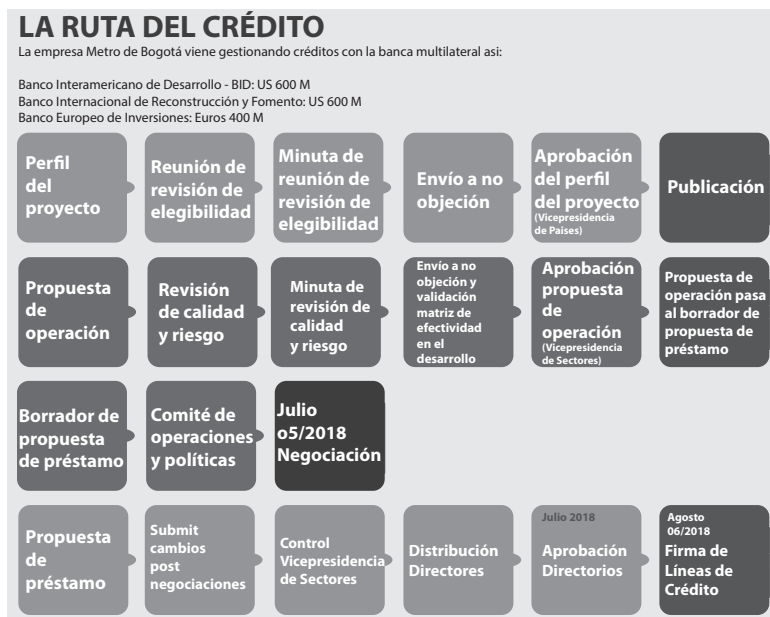 LA RUTA DEL CRÉDITO
La empresa Metro de Bogotá viene gestionando créditos con la banca multilateral asi:
Banco Interamericano de Desarrollo - BID: US 600 M
Banco Internacional de Reconstrucción y Fomento: US 600 M
Banco Europeo de Inversiones: Euros 400 M
Perfil
del
proyecto
Reunión de
revisión de
elegibilidad
Minuta de
reunión de
revisión de
elegibilidad
Envío a no
objeción
Aprobación
del perfil
del proyecto
(Vicepresidencia
de Paises)
Publicación
Propuesta
de
operación
Revisión
de calidad
y riesgo
Minuta de
revisión de
calidad
y riesgo
Envío a no
objeción y
validación
matriz de
efectividad
en el
desarrollo
Aprobación
propuesta
de
operación
(Vicepresidencia
de Sectores)
Propuesta de
operación pasa
al borrador de
propuesta de
préstamo
Borrador de
propuesta
de préstamo
Comité de
operaciones
y políticas
Julio
o5/2018
Negociación
Propuesta
de
préstamo
Submit
cambios
post
negociaciones
Control
Vicepresidencia
de Sectores
Distribución
Directores
Julio 2018
Aprobación
Directorios
Agosto
06/2018
Firma de
Líneas de
Crédito